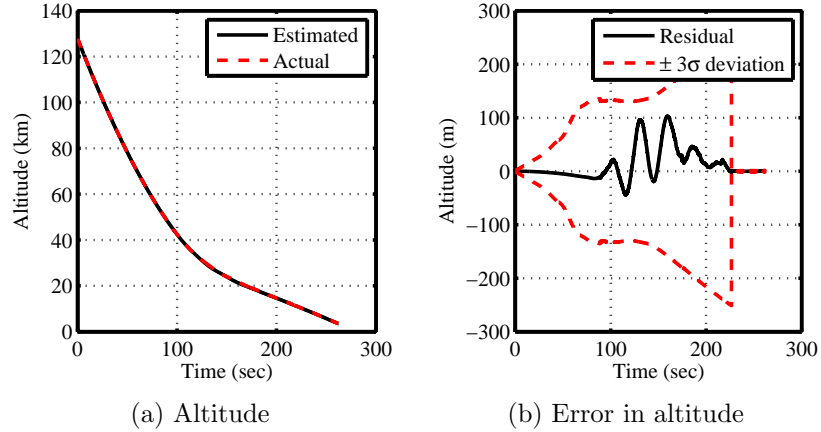 140
120
100
80
60
40
20
0
Altitude (km)
0
100
200
300
Time (sec)
Estimated
Actual
(a) Altitude
300
200
100
0
−100
−200
−300
Altitude (m)
0
100
200
300
Time (sec)
Residual
± 3σ deviation
(b) Error in altitude